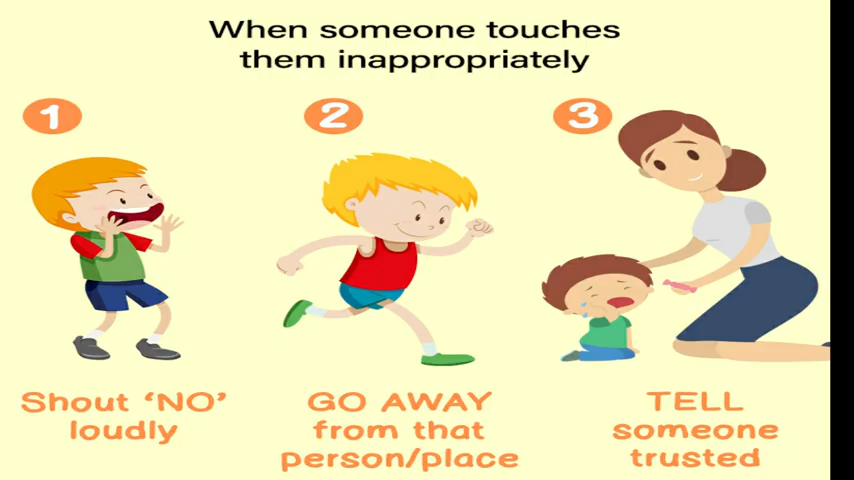 When someone touches
them inappropriately
1
2
3
Shout ‘NO’
loudly
GO AWAY
from that
person/place
TELL
someone
trusted